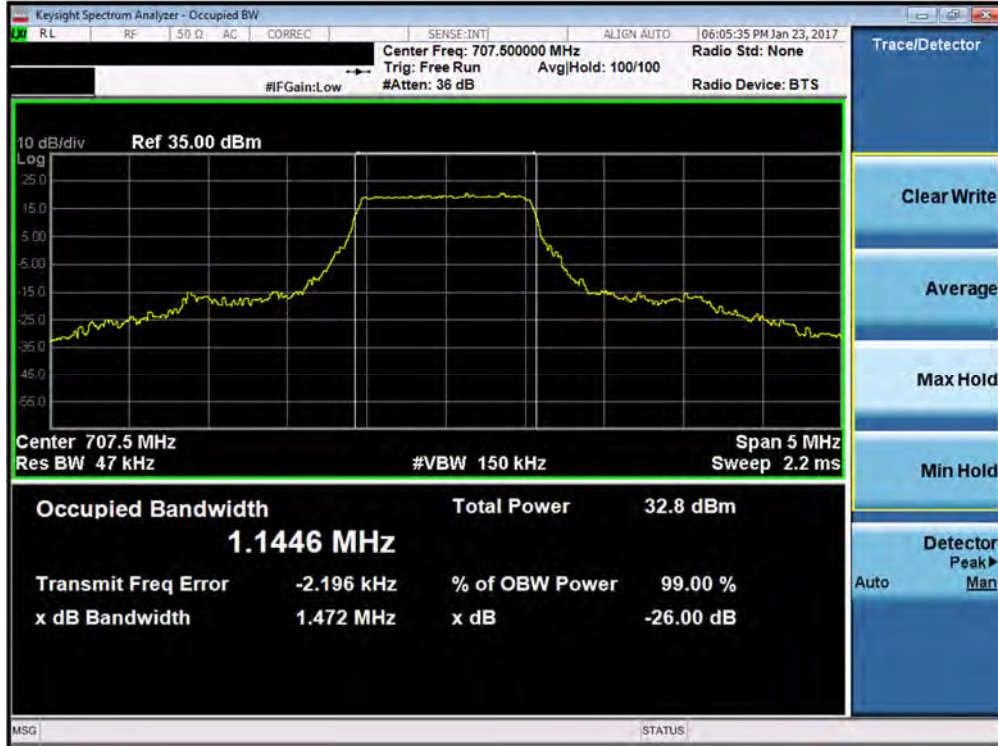 Keysight Spectrum Analyzer - Occupied BW
LXI RL RF 50 Ω AC CORREC SENSE:INT ALIGN AUTO 06:05:35 PM Jan 23, 2017
Center Freq: 707.500000 MHz Radio Std: None
Trig: Free Run Avg|Hold: 100/100
#IFGain:Low #Atten: 36 dB Radio Device: BTS
Trace/Detector
10 dB/div Ref 35.00 dBm
Log
25.0
15.0
5.00
-5.00
-15.0
-25.0
-35.0
-45.0
-55.0
Center 707.5 MHz Span 5 MHz
Res BW 47 kHz #VBW 150 kHz Sweep 2.2 ms
Occupied Bandwidth Total Power 32.8 dBm
1.1446 MHz
Transmit Freq Error -2.196 kHz % of OBW Power 99.00 %
x dB Bandwidth 1.472 MHz x dB -26.00 dB
Clear Write
Average
Max Hold
Min Hold
Detector
Peak▶
Auto Man
MSG STATUS